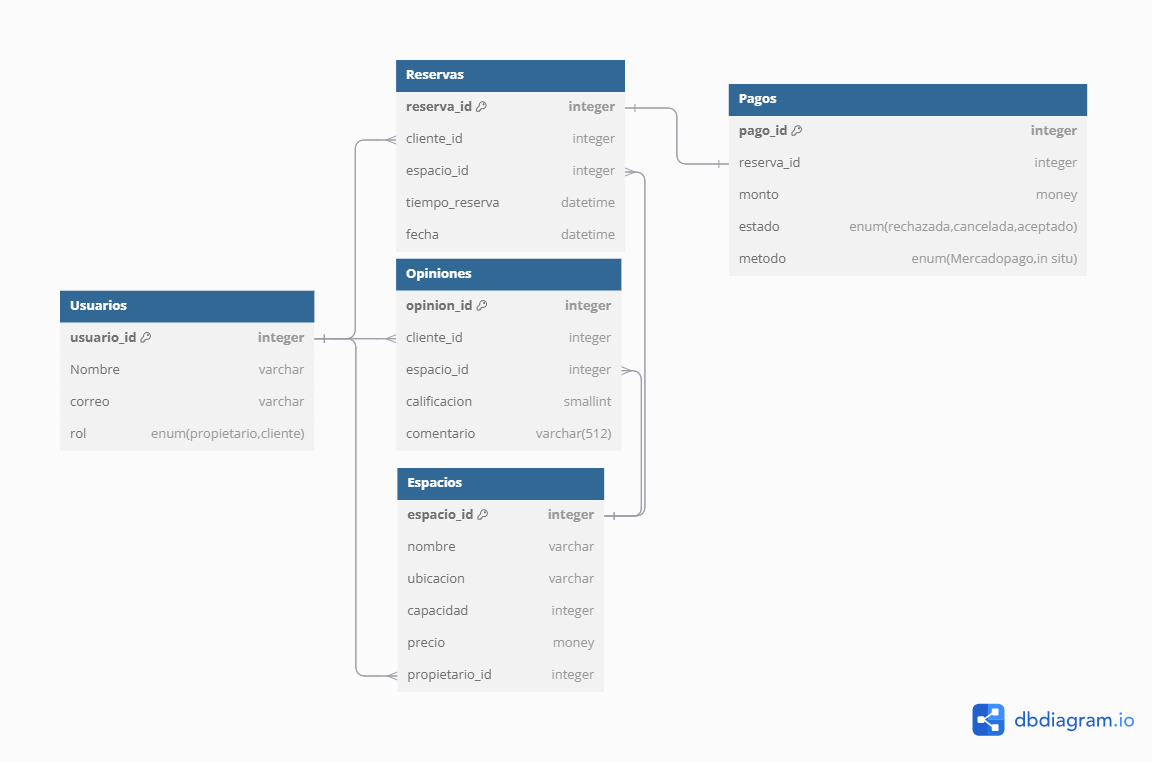 Reservas
reserva_id integer
cliente_id integer
espacio_id integer
tiempo_reserva datetime
fecha datetime
Pagos
pago_id integer
reserva_id integer
monto money
estado enum(rechazada,cancelada,aceptado)
metodo enum(Mercadopago,in situ)
Usuarios
usuario_id integer
Nombre varchar
correo varchar
rol enum(propietario,cliente)
Opiniones
opinion_id integer
cliente_id integer
espacio_id integer
calificacion smallint
comentario varchar(512)
Espacios
espacio_id integer
nombre varchar
ubicacion varchar
capacidad integer
precio money
propietario_id integer
dbdiagram.io